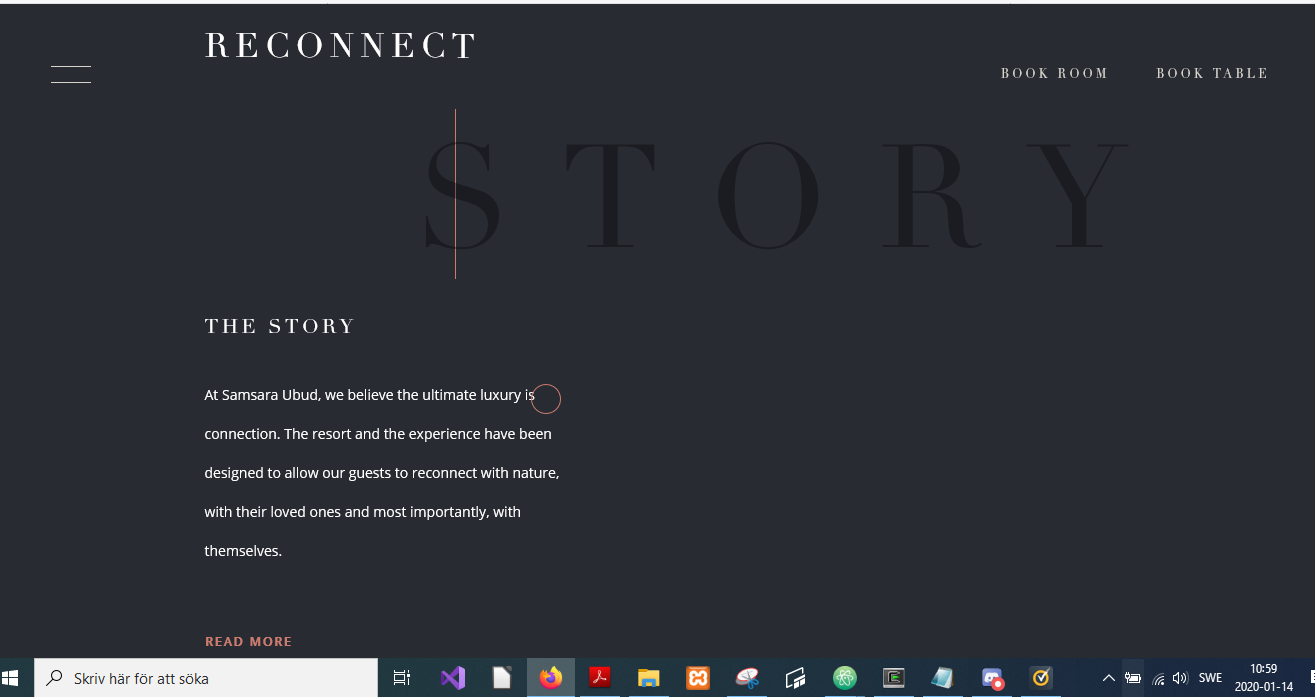 RECONNECT
BOOK ROOM
BOOK TABLE
STORY
THE STORY
At Samsara Ubud, we believe the ultimate luxury is
connection. The resort and the experience have been
designed to allow our guests to reconnect with nature,
with their loved ones and most importantly, with
themselves.
READ MORE
Skriv här för att söka
SWE
10:59
2020-01-14